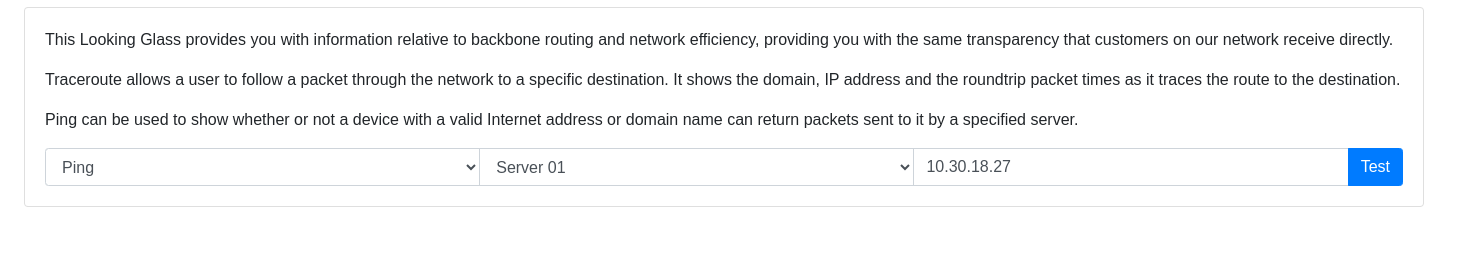 This Looking Glass provides you with information relative to backbone routing and network efficiency, providing you with the same transparency that customers on our network receive directly.
Traceroute allows a user to follow a packet through the network to a specific destination. It shows the domain, IP address and the roundtrip packet times as it traces the route to the destination.
Ping can be used to show whether or not a device with a valid Internet address or domain name can return packets sent to it by a specified server.
Ping Server 01 10.30.18.27 Test